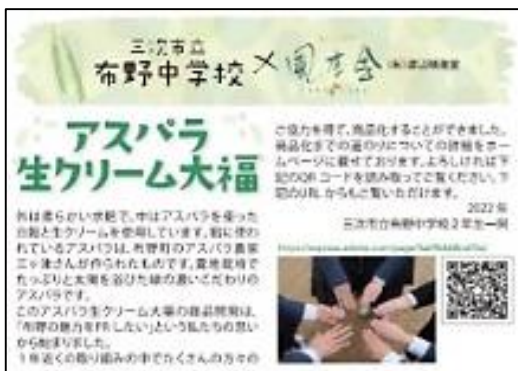 三次市立
布野中学校
×
アスパラ
生クリーム大福
外は柔らかい求肥で、中はアスパラを使った
白餡と生クリームを使用しています。餡に使わ
れているアスパラは、布野町のアスパラ農家
さんが作られたものです。露地栽培で
たっぷりと太陽を浴びた味の濃いこだわりの
アスパラです。
このアスパラ生クリーム大福の商品開発は、
「布野の魅力をPRしたい」という私たちの思い
から始まりました。
1年近くの取り組みの中でたくさんの方々の
ご協力を得て、商品化することができました。
商品化までの道のりについての詳細をホー
ムページに載せております。よろしければ下
記のQRコードを読み取ってご覧ください。下
記のURLからもご覧いただけます。
2022年
三次市立布野中学校2年生一同